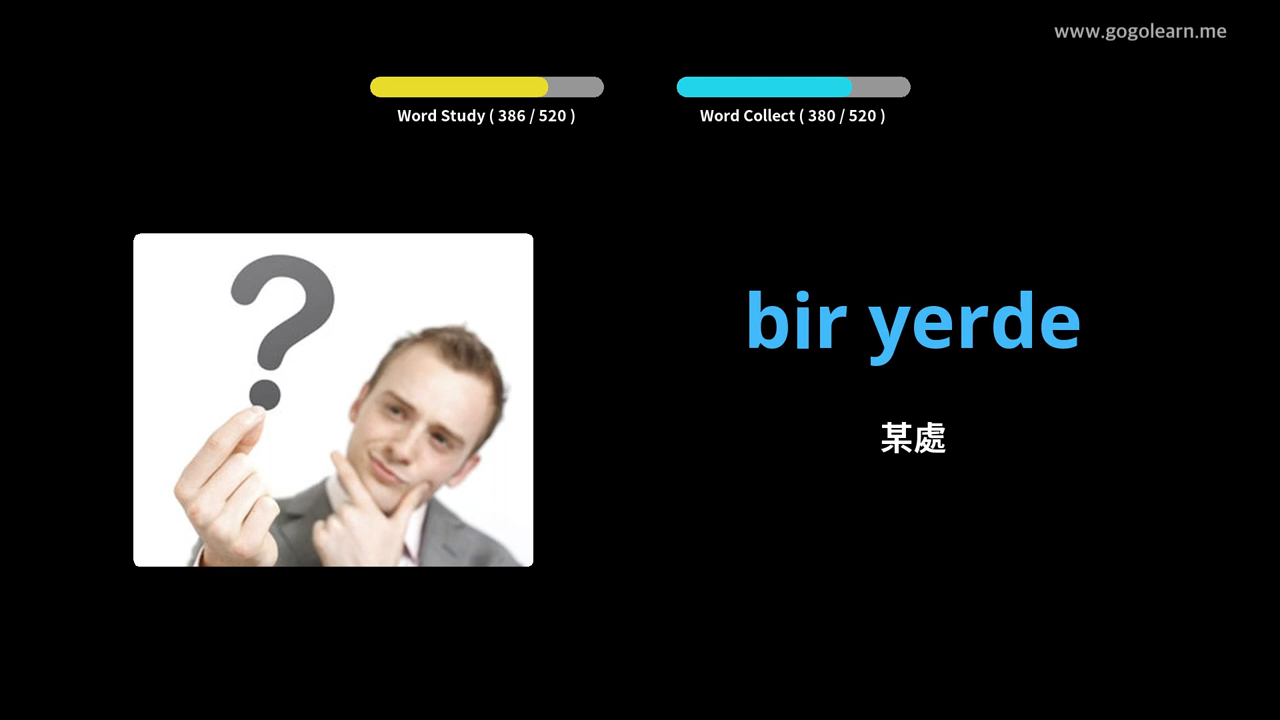 www.gogolearn.me
Word Study ( 386 / 520 )
Word Collect ( 380 / 520 )
?
bir yerde
某處